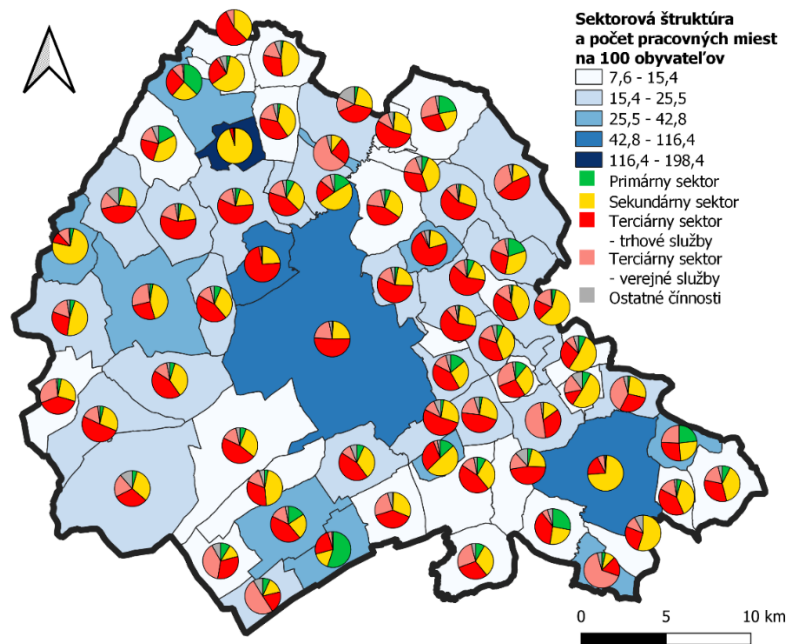 Sektorová štruktúra
a počet pracovných miest
na 100 obyvateľov
7,6 - 15,4
15,4 - 25,5
25,5 - 42,8
42,8 - 116,4
116,4 - 198,4
Primárny sektor
Sekundárny sektor
Terciárny sektor
- trhové služby
Terciárny sektor
- verejné služby
Ostatné čínnosti
0 5 10 km